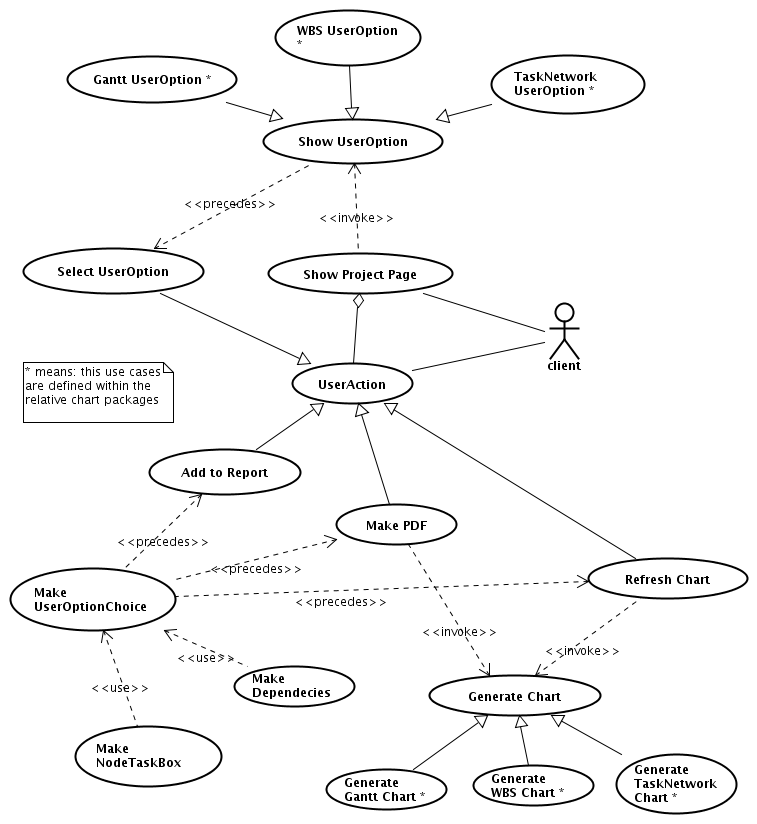 WBS UserOption
*
Gantt UserOption *
TaskNetwork
UserOption *
Show UserOption
<<precedes>>
<<invoke>>
Select UserOption
Show Project Page
client
* means: this use cases
are defined within the
relative chart packages
UserAction
Add to Report
Make PDF
<<precedes>>
<<precedes>>
Refresh Chart
Make
UserOptionChoice
<<precedes>>
<<invoke>>
<<invoke>>
<<use>>
<<use>>
Make
Dependecies
Generate Chart
Make
NodeTaskBox
Generate
Gantt Chart *
Generate
WBS Chart *
Generate
TaskNetwork
Chart *